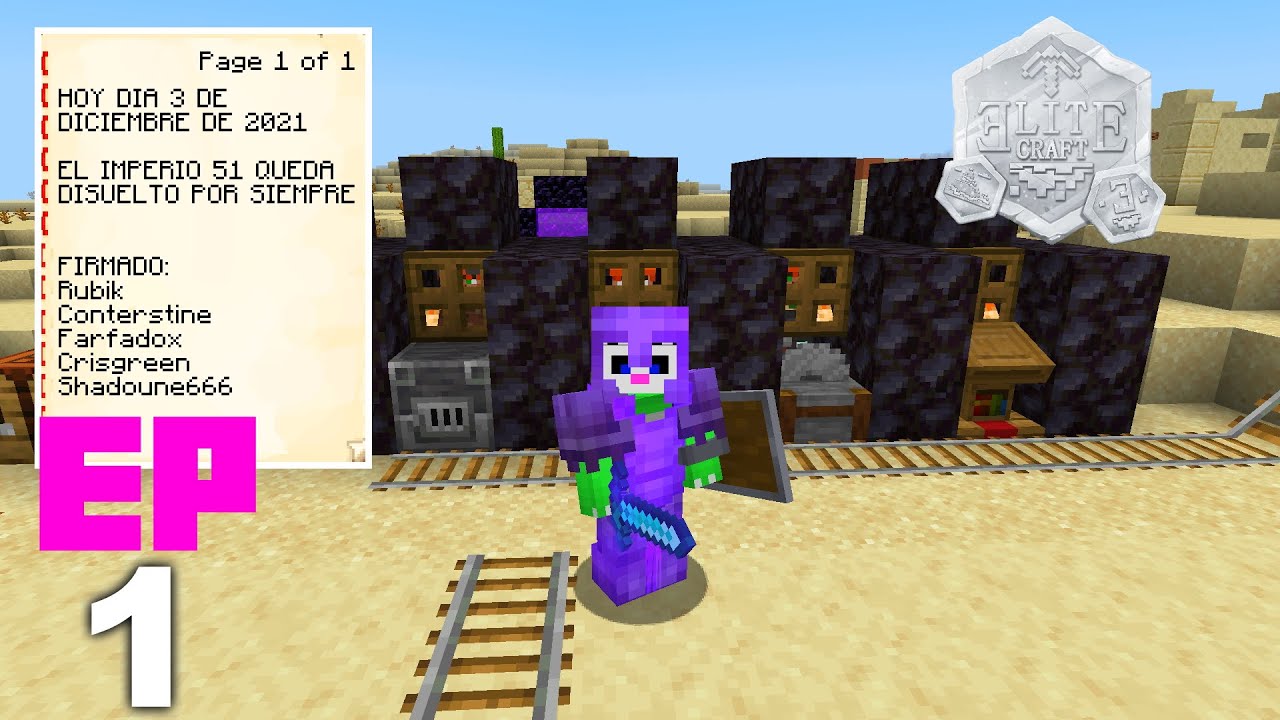 Page 1 of 1
HOY DIA 3 DE
DICIEMBRE DE 2021
EL IMPERIO 51 QUEDA
DISUELTO POR SIEMPRE
FIRMADO:
Rubik
Conterstine
Farfadox
Crisgreen
Shadoune666
EP
1
ELITE
CRAFT
3